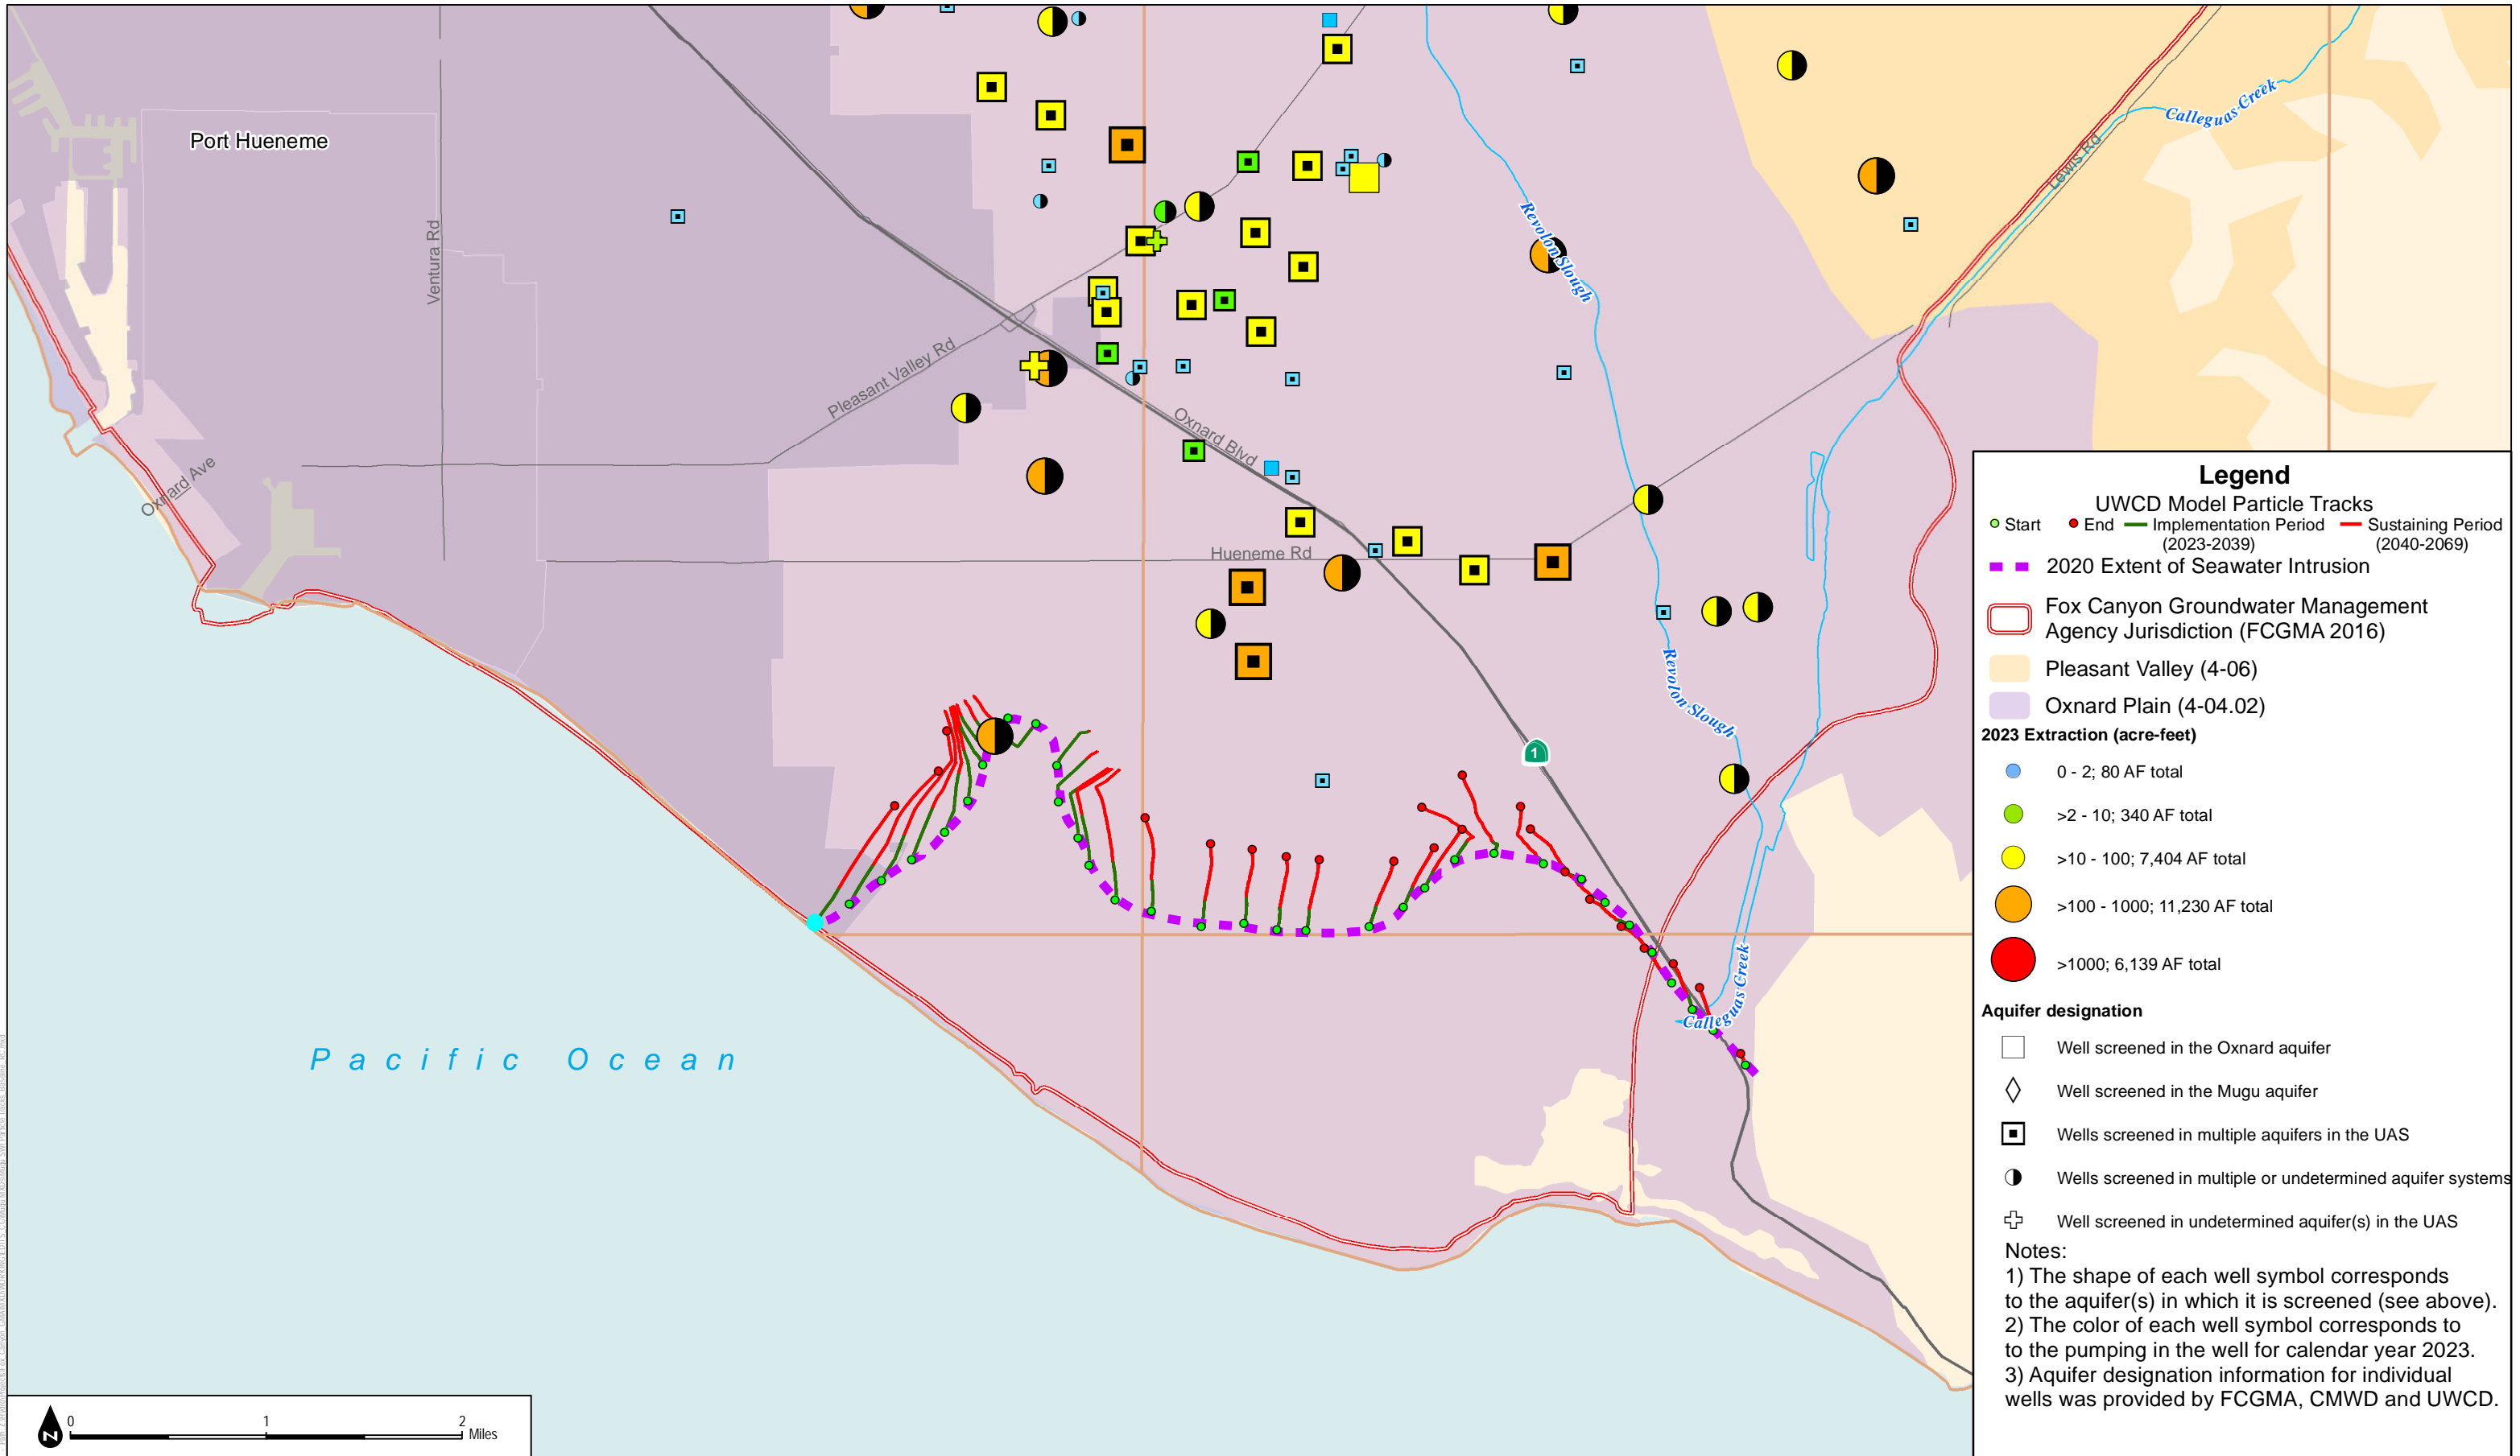 Port Hueneme
Ventura Rd
Oxnard Ave
Pleasant Valley Rd
Oxnard Blvd
Hueneme Rd
Revolon Slough
Revolon Slough
Calleguas Creek
Lewis Rd
1
Calleguas Creek
Pacific Ocean
0 1 2 Miles
N
Legend
UWCD Model Particle Tracks
Start End Implementation Period Sustaining Period
(2023-2039) (2040-2069)
2020 Extent of Seawater Intrusion
Fox Canyon Groundwater Management
Agency Jurisdiction (FCGMA 2016)
Pleasant Valley (4-06)
Oxnard Plain (4-04.02)
2023 Extraction (acre-feet)
0 - 2; 80 AF total
>2 - 10; 340 AF total
>10 - 100; 7,404 AF total
>100 - 1000; 11,230 AF total
>1000; 6,139 AF total
Aquifer designation
Well screened in the Oxnard aquifer
Well screened in the Mugu aquifer
Wells screened in multiple aquifers in the UAS
Wells screened in multiple or undetermined aquifer systems
Well screened in undetermined aquifer(s) in the UAS
Notes:
1) The shape of each well symbol corresponds
to the aquifer(s) in which it is screened (see above).
2) The color of each well symbol corresponds to
to the pumping in the well for calendar year 2023.
3) Aquifer designation information for individual
wells was provided by FCGMA, CMWD and UWCD.